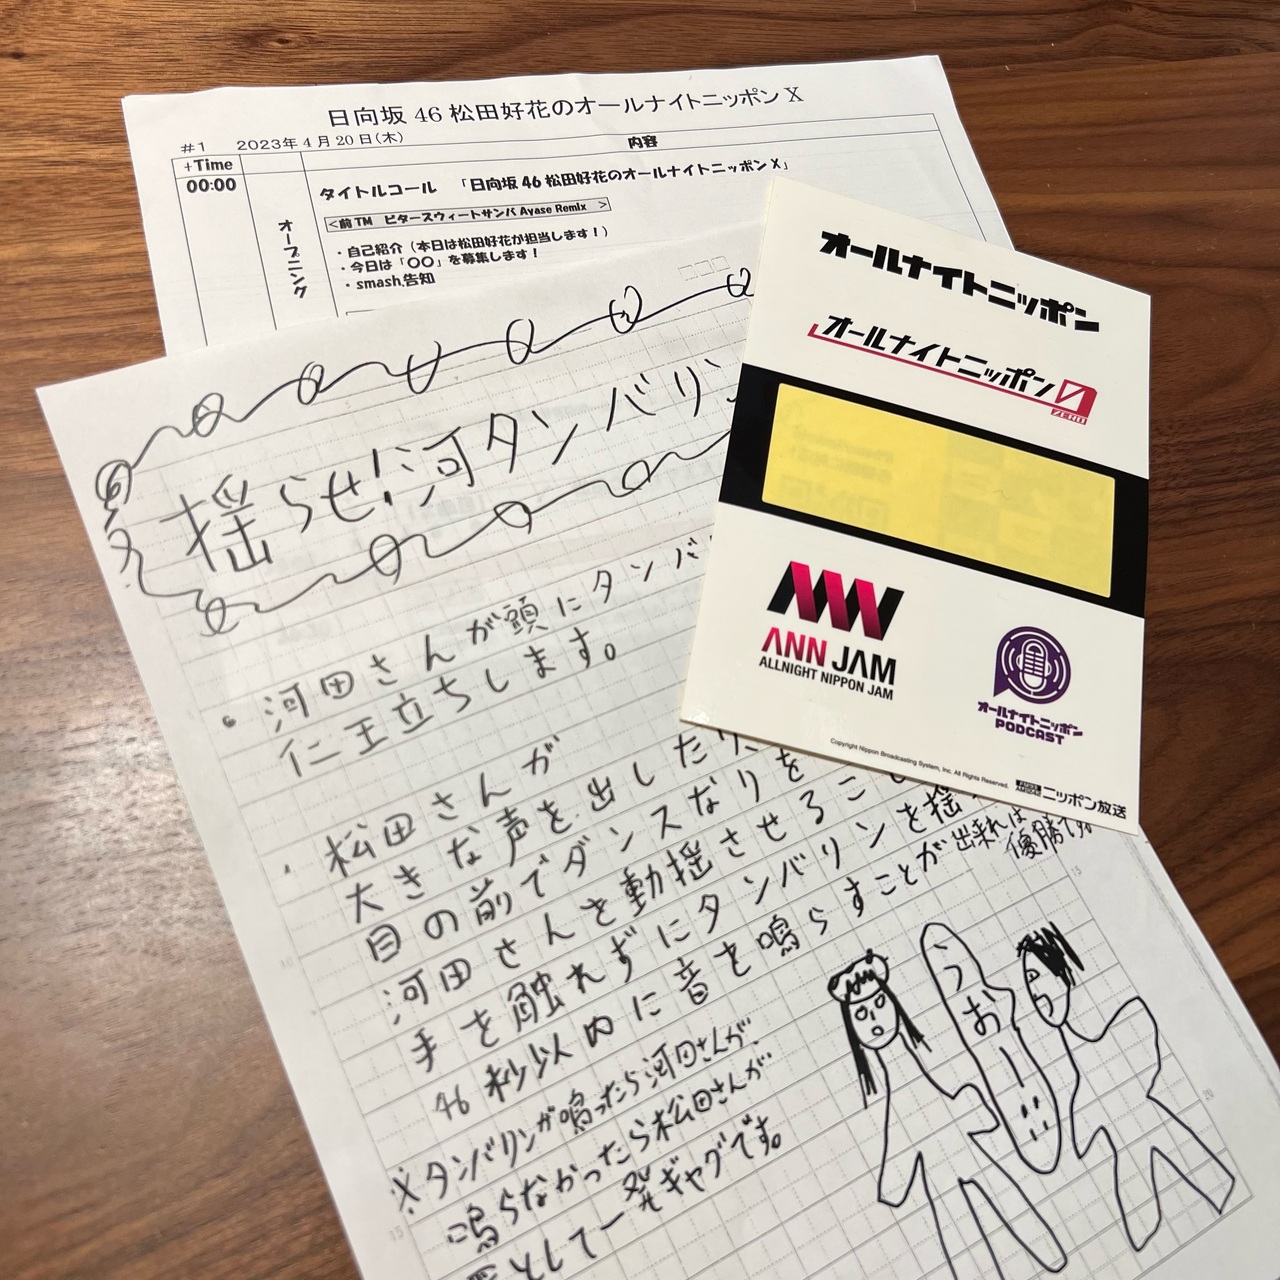 日向坂46松田好花のオールナイトニッポンX
#1 2023年4月20日(木)
+Time 内容
00:00
オープニング
タイトルコール 「日向坂46松田好花のオールナイトニッポンX」
<前TM ビタースウィートサンバ Ayase Remix >
・自己紹介（本日は松田好花が担当します！）
・今日は「〇〇」を募集します！
・smash.告知
揺らせ!河タンバリン
・河田さんが頭にタンバ
仁王立ちします。
・松田さんが
大きな声を出したり
目の前でダンスなりを
河田さんを動揺させるこ
手を触れずにタンバリンを揺
46秒以内に音を鳴らすことが出来れば
優勝です。
※タンバリンが鳴ったら河田さんが、
鳴らなかったら松田さんが
として一発ギャグです。
うおー!!
オールナイトニッポン
オールナイトニッポン0
ZERO
ANN JAM
ALLNIGHT NIPPON JAM
オールナイトニッポン
PODCAST
Copyright Nippon Broadcasting System, Inc. All Rights Reserved.
ニッポン放送
10
15
15
20